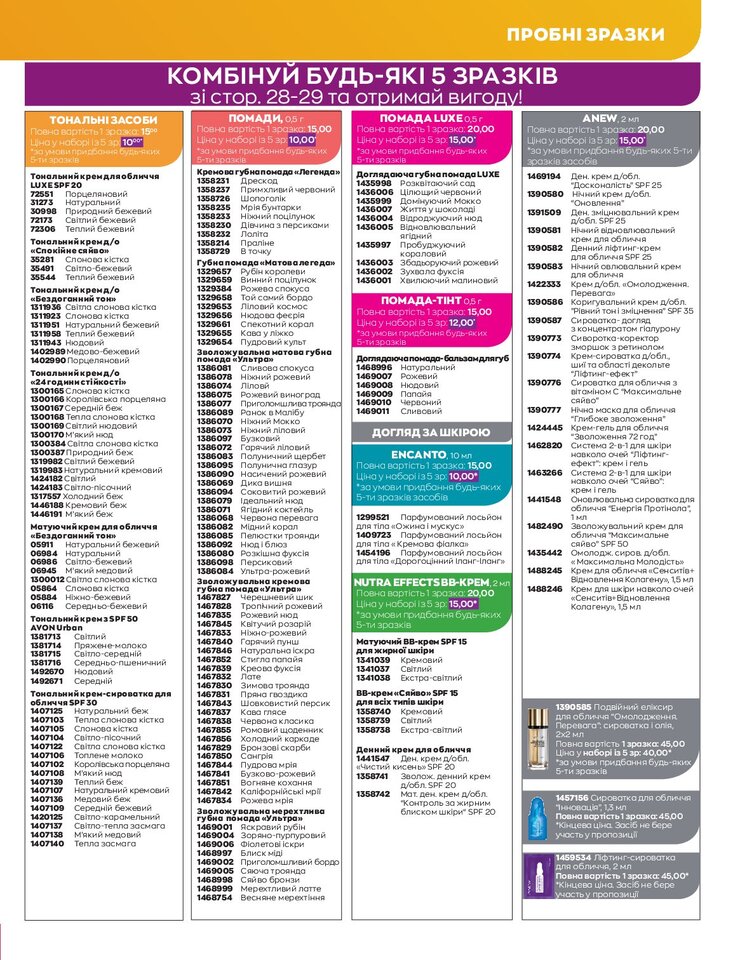 ПРОБНІ ЗРАЗКИ
КОМБІНУЙ БУДЬ-ЯКІ 5 ЗРАЗКІВ
зі стор. 28-29 та отримай вигоду!
ТОНАЛЬНІ ЗАСОБИ
Повна вартість 1 зразка: 15⁰⁰
Ціна у наборі із 5 зр: 10⁰⁰*
*за умови придбання будь-яких
5-ти зразків
Тональний крем для обличчя
LUXE SPF 20
72551 Порцеляновий
31273 Натуральний
30998 Природний бежевий
72173 Світлий бежевий
72306 Теплий бежевий
Тональний крем д/о
«Спокійне сяйво»
35281 Слонова кістка
35491 Світло-бежевий
35544 Теплий бежевий
Тональний крем д/о
«Бездоганний тон»
1311936 Світла слонова кістка
1311923 Слонова кістка
1311951 Натуральний бежевий
1311958 Теплий бежевий
1311943 Нюдовий
1402989 Медово-бежевий
1402990 Порцеляновий
Тональний крем д/о
«24 години стійкості»
1300165 Слонова кістка
1300166 Королівська порцеляна
1300167 Середній беж
1300168 Тепла слонова кістка
1300169 Світлий нюдовий
1300170 М'який нюд
1300384 Світла слонова кістка
1300387 Природний беж
1319982 Світлий бежевий
1319983 Натуральний кремовий
1424182 Світлий
1424183 Світло-пісочний
1317557 Холодний беж
1446188 Кремовий беж
1446191 М'який беж
Матуючий крем для обличчя
«Бездоганний тон»
05911 Натуральний бежевий
06984 Натуральний
06986 Світло-бежевий
06945 М'який медовий
1300012 Світла слонова кістка
05864 Слонова кістка
05884 Ніжно-бежевий
06116 Середньо-бежевий
Тональний крем з SPF 50
AVON Urban
1381713 Світлий
1381714 Пряжене-молоко
1381715 Світло-середній
1381716 Середньо-пшеничний
1492670 Нюдовий
1492671 Середній
Тональний крем-сироватка для
обличчя SPF 30
1407125 Натуральний беж
1407103 Тепла слонова кістка
1407105 Слонова кістка
1407104 Світло-пісочний
1407122 Світла слонова кістка
1407106 Топлене молоко
1407102 Королівська порцеляна
1407108 М'який нюд
1407139 Теплий беж
1407107 Натуральний кремовий
1407136 Медовий беж
1407109 Середній бежевий
1420125 Світло-карамельний
1407137 Світло-тепла засмага
1407138 М'який медовий
1407140 Тепла засмага
ПОМАДИ, 0,5 г
Повна вартість 1 зразка: 15,00
Ціна у наборі із 5 зр: 10,00*
*за умови придбання будь-яких
5-ти зразків
Кремова губна помада «Легенда»
1358231 Дрескод
1358237 Примхливий червоний
1358726 Шопоголік
1358235 Мрія бунтарки
1358233 Ніжний поцілунок
1358230 Дівчина з персиками
1358232 Лоліта
1358214 Праліне
1358729 В точку
Губна помада «Матова легеда»
1329657 Рубін королеви
1329659 Винний поцілунок
1329384 Рожева спокуса
1329658 Той самий бордо
1329653 Ліловий космос
1329656 Нюдова феєрія
1329661 Спекотний корал
1329655 Кава у ліжко
1329654 Пудровий культ
Зволожувальна матова губна
помада «Ультра»
1386081 Сливова спокуса
1386078 Ніжний рожевий
1386074 Ліловй
1386075 Рожевий виноград
1386077 Приголомшлива троянда
1386089 Ранок в Малібу
1386070 Ніжний Мокко
1386073 Ніжний ліловий
1386097 Бузковий
1386072 Гарячий ліловий
1386083 Полуничний щербет
1386095 Полунична глазур
1386090 Насичений рожевий
1386069 Дика вишня
1386094 Соковитий рожевий
1386079 Ідеальний нюд
1386071 Ягідний коктейль
1386068 Червона перевага
1386082 Мідний корал
1386085 Пелюстки троянди
1386092 Нюд і блюз
1386080 Розкішна фуксія
1386098 Персиковий
1386084 Ультра-рожевий
Зволожувальна кремова
губна помада «Ультра»
1467827 Черешневий шик
1467828 Тропічний рожевий
1467835 Рожевий нюд
1467845 Квітучий розарій
1467833 Ніжно-рожевий
1467840 Гарячий пунш
1467846 Натуральна іскра
1467852 Стигла папайя
1467839 Креова фуксія
1467832 Лате
1467830 Зимова троянда
1467831 Пряна гвоздика
1467843 Шовковистий персик
1467837 Кава глясе
1467838 Червона класика
1467855 Ромовий щоденник
1467856 Холодний каркаде
1467829 Бронзові скарби
1467850 Сангрія
1467844 Пудрова мрія
1467841 Бузково-рожевий
1467851 Вогняне кохання
1467842 Каліфорнійські мрії
1467834 Рожева мрія
Зволожувальна мерехтлива
губна помада «Ультра»
1469001 Яскравий рубін
1469004 Зоряно-пурпуровий
1469006 Фіолетові іскри
1468997 Блиск міді
1469002 Приголомшливий бордо
1469005 Сяюча троянда
1468998 Сяйво бронзи
1468999 Мерехтливий латте
1468754 Весняне мерехтіння
ПОМАДА LUXE 0,5 г
Повна вартість 1 зразка: 20,00
Ціна у наборі із 5 зр: 15,00*
*за умови придбання будь-яких
5-ти зразків
Доглядаюча губна помада LUXE
1435998 Розквітаючий сад
1436006 Цілющий червоний
1435999 Домінуючий Мокко
1436007 Життя у шоколаді
1436004 Відроджуючий нюд
1436005 Відновлювальний
ягідний
1435997 Пробуджуючий
кораловий
1436003 Збадьоруючий рожевий
1436002 Зухвала фуксія
1436001 Хвилюючий малиновий
ПОМАДА-ТІНТ 0,5 г
Повна вартість 1 зразка: 15,00
Ціна у наборі із 5 зр: 12,00*
*за умови придбання будь-яких
5-ти зразків
Доглядаюча помада-бальзам для губ
1468996 Натуральний
1469007 Рожевий
1469008 Нюдовий
1469009 Папайя
1469010 Червоний
1469011 Сливовий
ДОГЛЯД ЗА ШКІРОЮ
ENCANTO, 10 мл
Повна вартість 1 зразка: 15,00
Ціна у наборі із 5 зр: 10,00*
*за умови придбання будь-яких
5-ти зразків засобів
1299521 Парфумований лосьйон
для тіла «Ожина і мускус»
1409723 Парфумований лосьйон
для тіла « Кремова фіалка»
1454196 Парфумований лосьйон
для тіла «Дорогоцінний Іланг-Іланг»
NUTRA EFFECTS BB-КРЕМ, 2 мл
Повна вартість 1 зразка: 20,00
Ціна у наборі із 5 зр: 15,00*
*за умови придбання будь-яких
5-ти зразків
Матуючий BB-крем SPF 15
для жирної шкіри
1341039 Кремовий
1341037 Світлий
1341038 Екстра-світлий
BB-крем «Сяйво» SPF 15
для всіх типів шкіри
1358740 Кремовий
1358739 Світлий
1358738 Екстра-світлий
Денний крем для обличчя
1441547 Ден. крем д/обл.
«Чистий кисень» SPF 20
1358741 Зволож. денний крем
д/обл. SPF 20
1358742 Мат. ден. крем д/обл.
“Контроль за жирним
блиском шкіри” SPF 20
ANEW, 2 мл
Повна вартість 1 зразка: 20,00
Ціна у наборі із 5 зр: 15,00*
*за умови придбання будь-яких 5-ти
зразків засобів
1469194 Ден. крем д/обл.
“Досконалість” SPF 25
1390580 Нічний крем д/обл.
“Оновлення”
1391509 Ден. зміцнювальний крем
д/обл. SPF 25
1390581 Нічний відновлювальний
крем для обличчя
1390582 Денний ліфтинг-крем
для обличчя SPF 25
1390583 Нічний овлювальний крем
для обличчя
1422333 Крем д/обл. «Омолодження.
Перевага»
1390586 Коригувальний крем д/обл.
"Рівний тон і зміцнення" SPF 35
1390587 Сироватка- догляд
з концентратом гіалурону
1390773 Сиворотка-коректор
зморшок з ретинолом
1390774 Крем-сироватка д/обл.,
шиї та області декольте
“Ліфтинг-ефект”
1390776 Сироватка для обличчя з
вітаміном С “Максимальне
сяйво”
1390777 Нічна маска для обличчя
“Глибоке зволоження”
1424445 Крем-гель для обличчя
“Зволоження 72 год”
1462820 Система 2-в-1 для шкіри
навколо очей “Ліфтинг-
ефект”: крем і гель
1463266 Система 2-в-1 для шкіри
навколо очей “Сяйво”:
крем і гель
1441548 Оновлювальна сироватка для
обличчя “Енергія Протінола”,
1 мл
1482490 Зволожувальний крем для
обличчя “Максимальне
сяйво” SPF 50
1435442 Омолодж. сиров. д/обл.
«Максимальна Молодість»
1488245 Крем для обличчя «Сенситів+
Відновлення Колагену», 1,5 мл
1488246 Крем для шкіри навколо очей
«Сенситів+ Відновлення
Колагену», 1,5 мл
1390585 Подвійний еліксир
для обличчя “Омолодження.
Перевага”: сироватка і олія,
2х2 мл
Повна вартість 1 зразка: 45,00
Ціна у наборі із 5 зр: 40,00*
*за умови придбання будь-яких
5-ти зразків
1457156 Сироватка для обличчя
“Інновація”, 1,3 мл
Повна вартість 1 зразка: 45,00
*Кінцева ціна. Засіб не бере
участь у пропозиції
1459534 Ліфтинг-сироватка
для обличчя, 2 мл
Повна вартість 1 зразка: 45,00*
*Кінцева ціна. Засіб не бере
участь у пропозиції